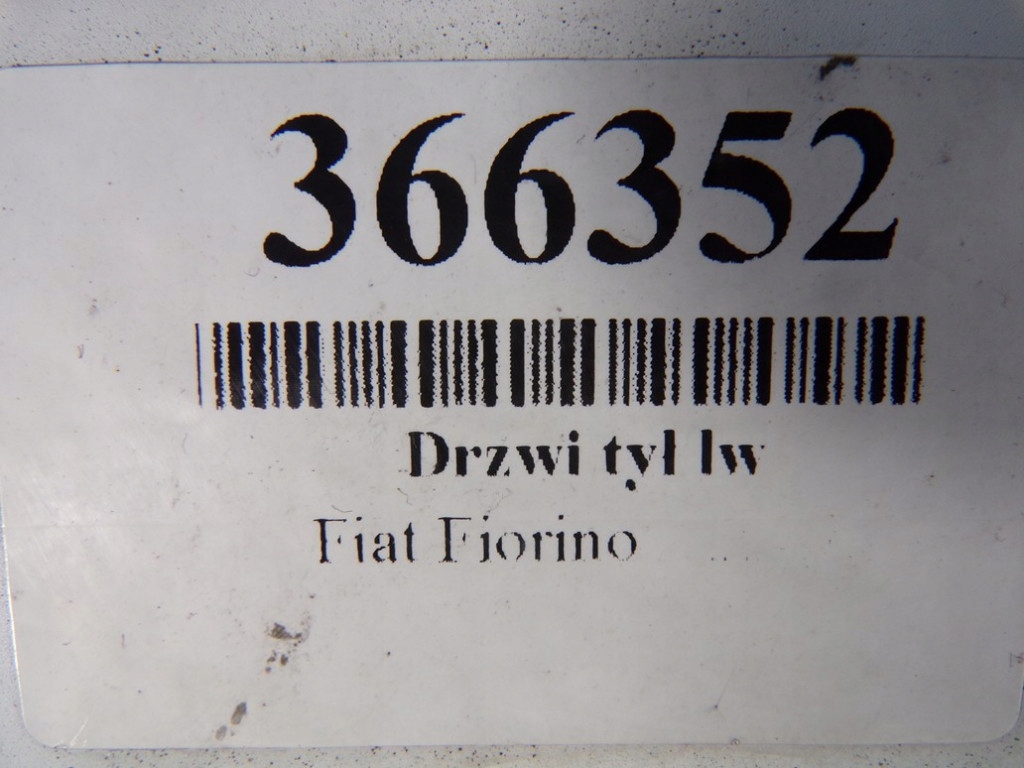 366352
Drzwi tył lw
Fiat Fiorino